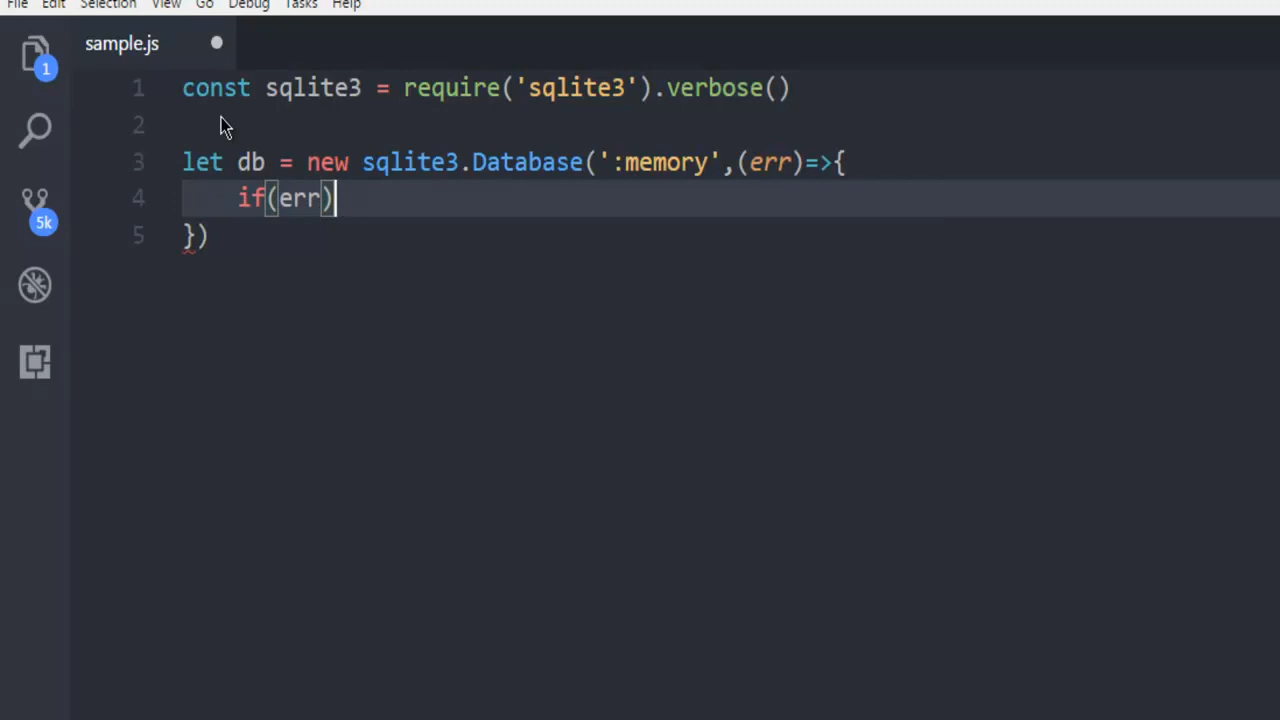 File Edit Selection View Go Debug Tasks Help
sample.js
1
1 const sqlite3 = require('sqlite3').verbose()
2
3 let db = new sqlite3.Database(':memory',(err)=>{
4 if(err)
5k
5 })